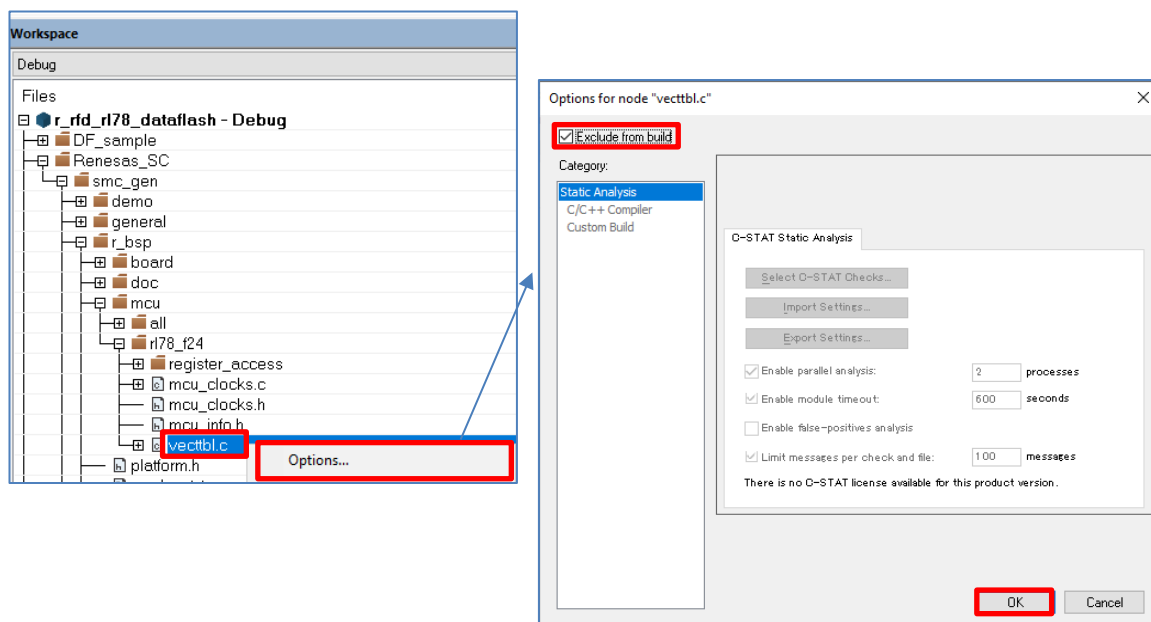 Workspace
Debug
Files
r_rfd_rl78_dataflash - Debug
DF_sample
Renesas_SC
smc_gen
demo
general
r_bsp
board
doc
mcu
all
rl78_f24
register_access
mcu_clocks.c
mcu_clocks.h
mcu_info.h
vecttbl.c
Options...
platform.h
Options for node "vecttbl.c"
Exclude from build
Category:
Static Analysis
C/C++ Compiler
Custom Build
C-STAT Static Analysis
Select C-STAT Checks...
Import Settings...
Export Settings...
Enable parallel analysis: 2 processes
Enable module timeout: 600 seconds
Enable false-positives analysis
Limit messages per check and file: 100 messages
There is no C-STAT license available for this product version.
OK Cancel